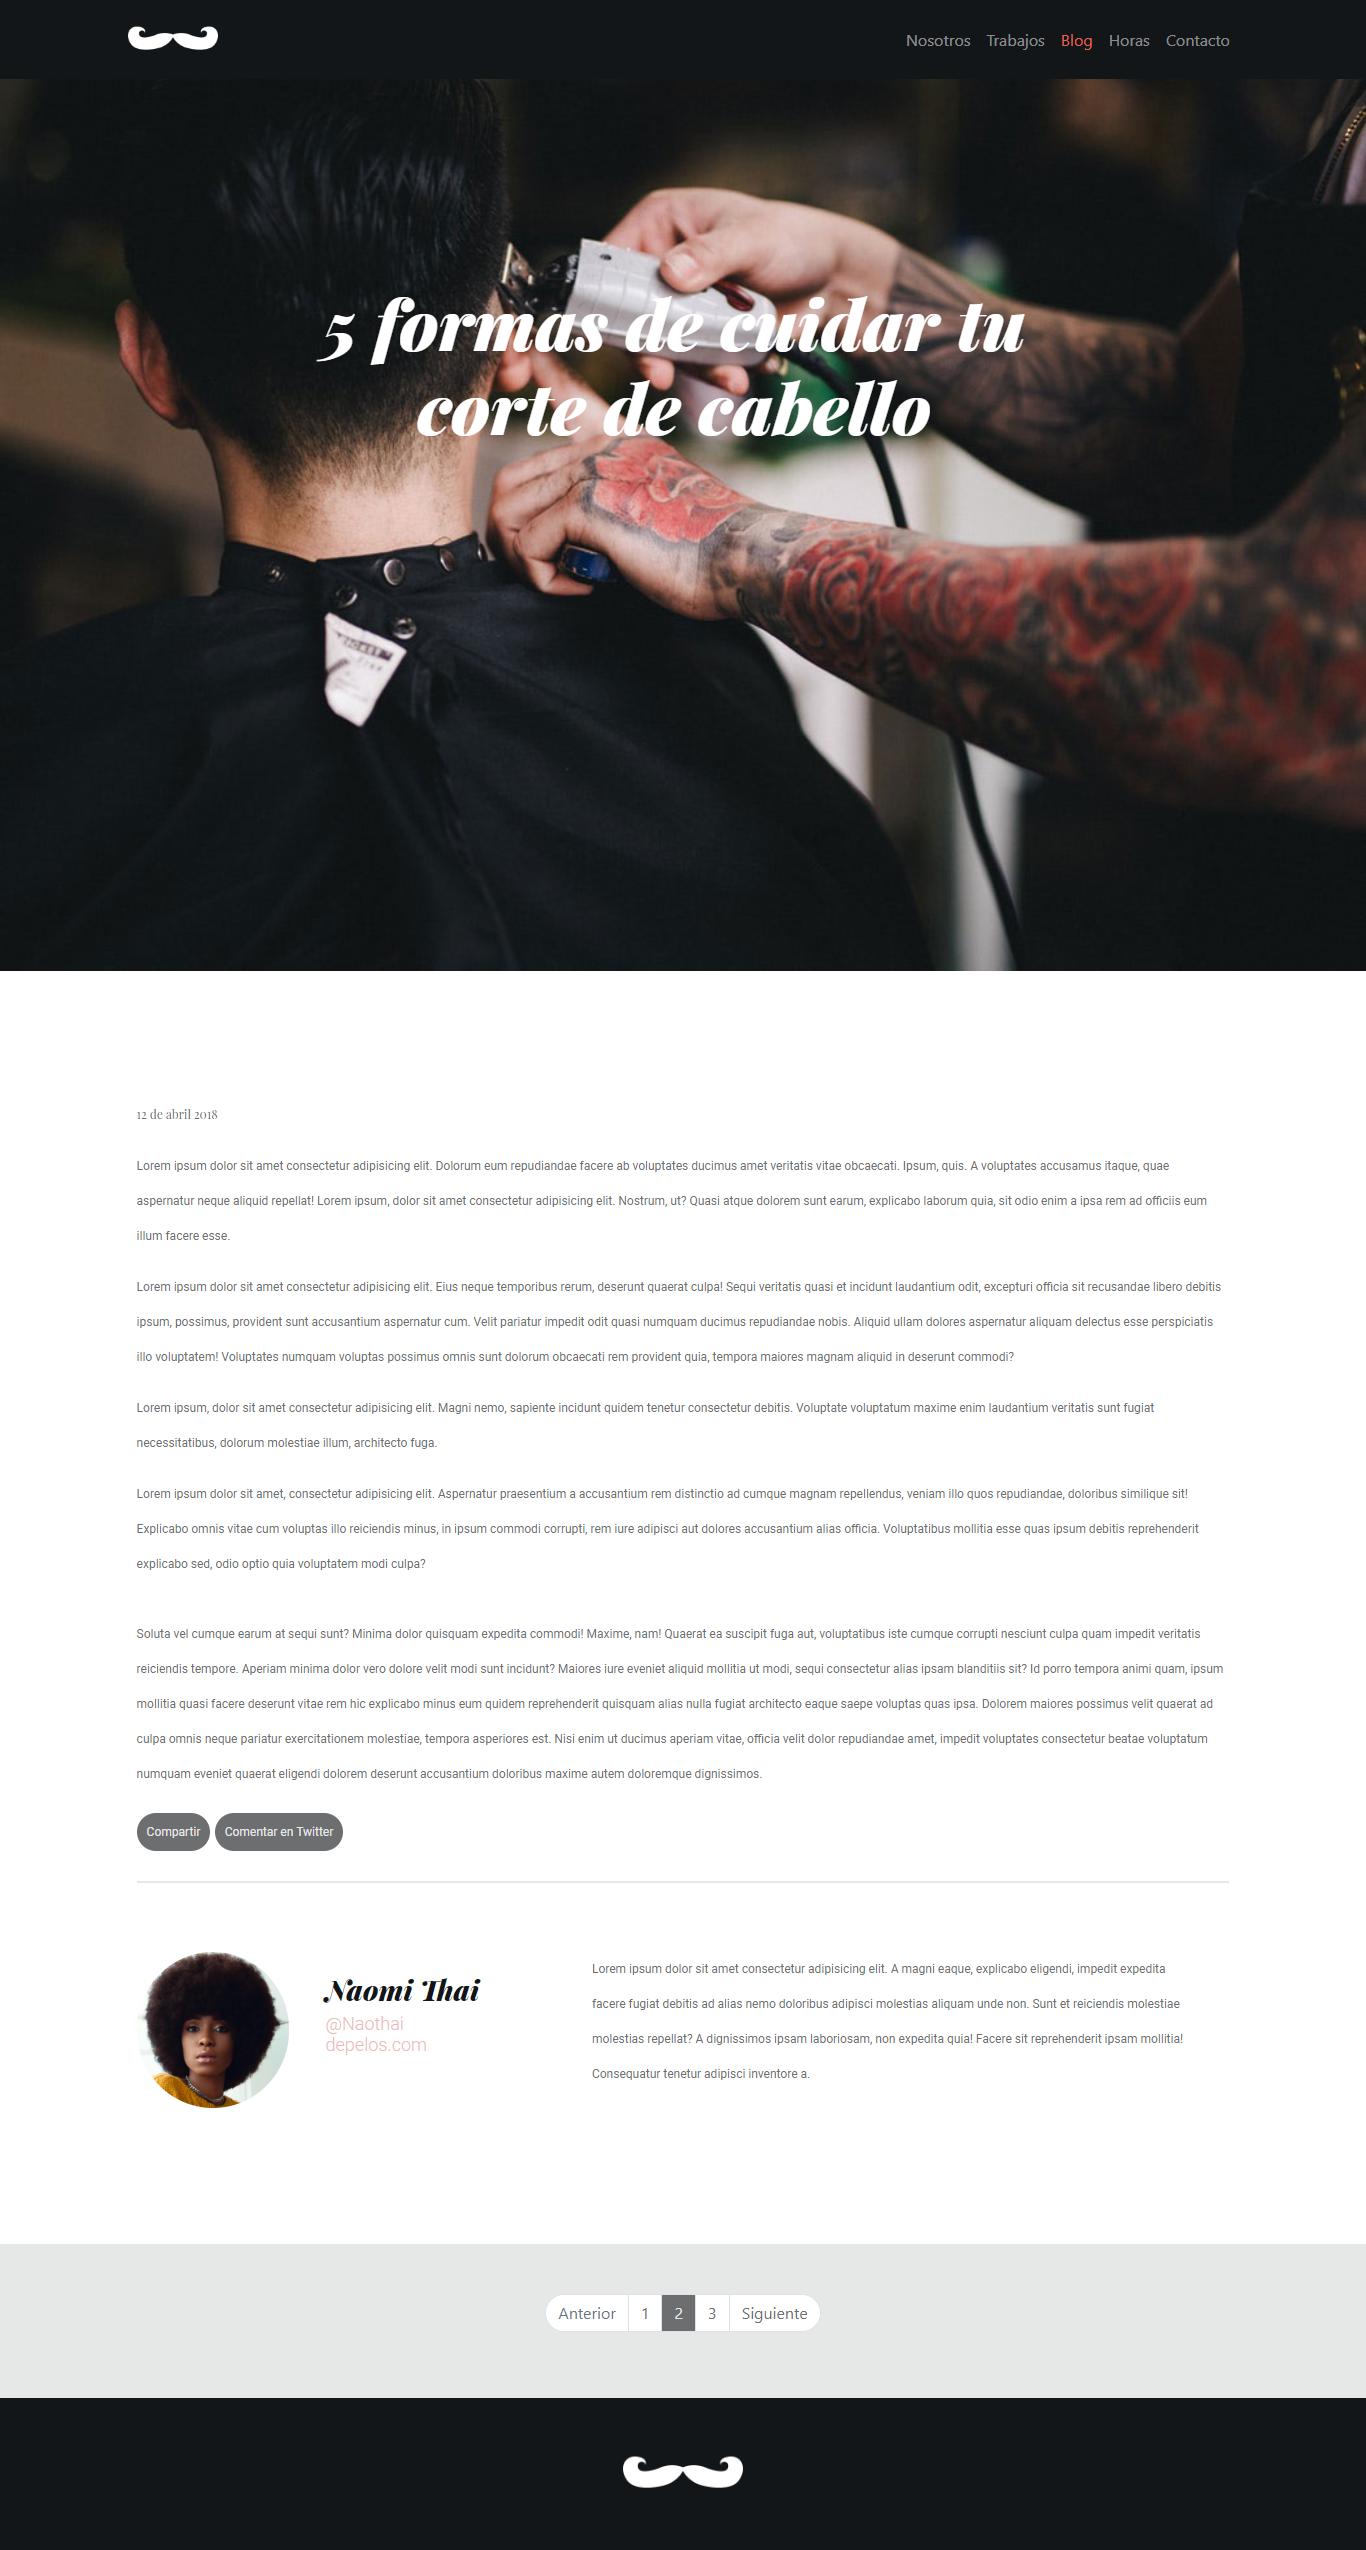 Nosotros Trabajos Blog Horas Contacto
5 formas de cuidar tu
corte de cabello
12 de abril 2018
Lorem ipsum dolor sit amet consectetur adipisicing elit. Dolorum eum repudiandae facere ab voluptates ducimus amet veritatis vitae obcaecati. Ipsum, quis. A voluptates accusamus itaque, quae
aspernatur neque aliquid repellat! Lorem ipsum, dolor sit amet consectetur adipisicing elit. Nostrum, ut? Quasi atque dolorem sunt earum, explicabo laborum quia, sit odio enim a ipsa rem ad officiis eum
illum facere esse.
Lorem ipsum dolor sit amet consectetur adipisicing elit. Eius neque temporibus rerum, deserunt quaerat culpa! Sequi veritatis quasi et incidunt laudantium odit, excepturi officia sit recusandae libero debitis
ipsum, possimus, provident sunt accusantium aspernatur cum. Velit pariatur impedit odit quasi numquam ducimus repudiandae nobis. Aliquid ullam dolores aspernatur aliquam delectus esse perspiciatis
illo voluptatem! Voluptates numquam voluptas possimus omnis sunt dolorum obcaecati rem provident quia, tempora maiores magnam aliquid in deserunt commodi?
Lorem ipsum, dolor sit amet consectetur adipisicing elit. Magni nemo, sapiente incidunt quidem tenetur consectetur debitis. Voluptate voluptatum maxime enim laudantium veritatis sunt fugiat
necessitatibus, dolorum molestiae illum, architecto fuga.
Lorem ipsum dolor sit amet, consectetur adipisicing elit. Aspernatur praesentium a accusantium rem distinctio ad cumque magnam repellendus, veniam illo quos repudiandae, doloribus similique sit!
Explicabo omnis vitae cum voluptas illo reiciendis minus, in ipsum commodi corrupti, rem iure adipisci aut dolores accusantium alias officia. Voluptatibus mollitia esse quas ipsum debitis reprehenderit
explicabo sed, odio optio quia voluptatem modi culpa?
Soluta vel cumque earum at sequi sunt? Minima dolor quisquam expedita commodi! Maxime, nam! Quaerat ea suscipit fuga aut, voluptatibus iste cumque corrupti nesciunt culpa quam impedit veritatis
reiciendis tempore. Aperiam minima dolor vero dolore velit modi sunt incidunt? Maiores iure eveniet aliquid mollitia ut modi, sequi consectetur alias ipsam blanditiis sit? Id porro tempora animi quam, ipsum
mollitia quasi facere deserunt vitae rem hic explicabo minus eum quidem reprehenderit quisquam alias nulla fugiat architecto eaque saepe voluptas quas ipsa. Dolorem maiores possimus velit quaerat ad
culpa omnis neque pariatur exercitationem molestiae, tempora asperiores est. Nisi enim ut ducimus aperiam vitae, officia velit dolor repudiandae amet, impedit voluptates consectetur beatae voluptatum
numquam eveniet quaerat eligendi dolorem deserunt accusantium doloribus maxime autem doloremque dignissimos.
Compartir Comentar en Twitter
Naomi Thai
@Naothai
depelos.com
Lorem ipsum dolor sit amet consectetur adipisicing elit. A magni eaque, explicabo eligendi, impedit expedita
facere fugiat debitis ad alias nemo doloribus adipisci molestias aliquam unde non. Sunt et reiciendis molestiae
molestias repellat? A dignissimos ipsam laboriosam, non expedita quia! Facere sit reprehenderit ipsam mollitia!
Consequatur tenetur adipisci inventore a.
Anterior 1 2 3 Siguiente